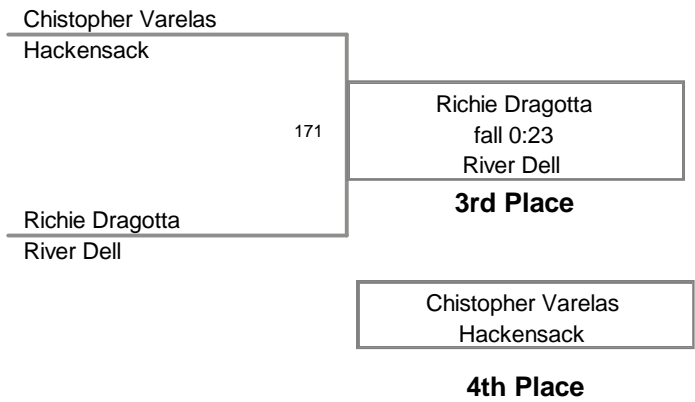 Chistopher Varelas
Hackensack
171
Richie Dragotta
fall 0:23
River Dell
3rd Place
Richie Dragotta
River Dell
Chistopher Varelas
Hackensack
4th Place